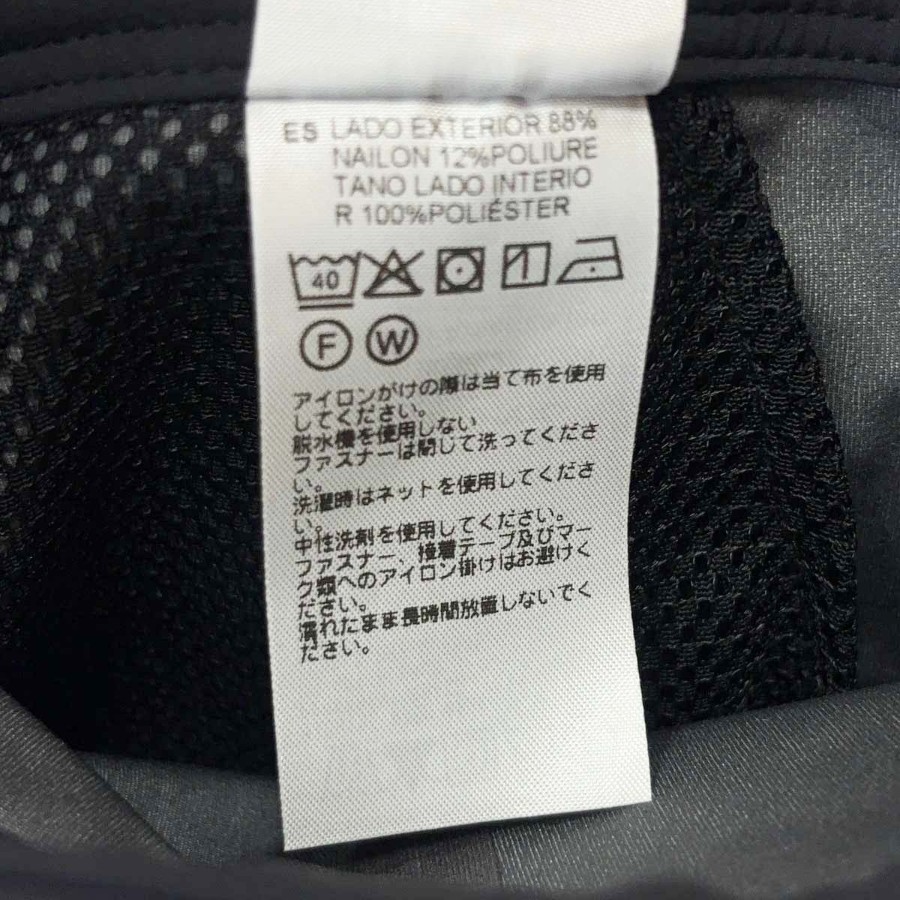 ES LADO EXTERIOR 88%
NAILON 12%POLIURE
TANO LADO INTERIO
R 100%POLIÉSTER
40
F W
アイロンがけの際は当て布を使用
してください。
脱水機を使用しない
ファスナーは閉じて洗ってくださ
い。
洗濯時はネットを使用してくださ
い。
中性洗剤を使用してください。
ファスナー、接着テープ及びマー
ク類へのアイロン掛けはお避けく
ださい。
濡れたまま長時間放置しないでく
ださい。